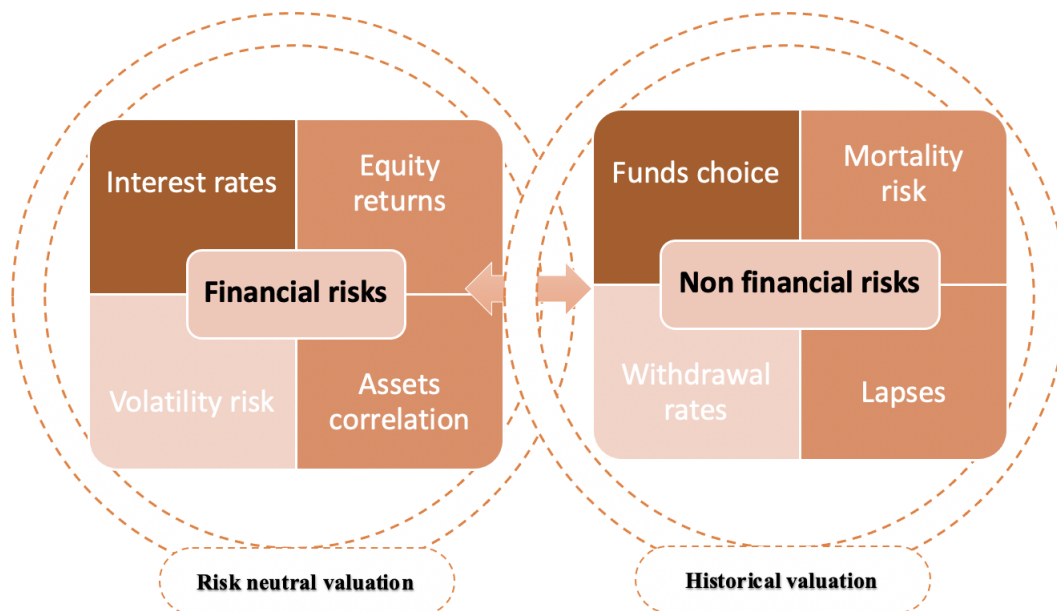 Interest rates
Equity
returns
Financial risks
Volatility risk
Assets
correlation
Risk neutral valuation
Funds choice
Mortality
risk
Non financial risks
Withdrawal
rates
Lapses
Historical valuation